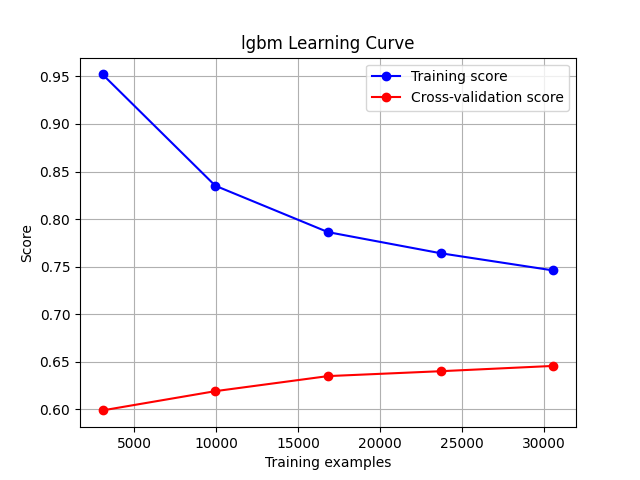 lgbm Learning Curve
Training score
Cross-validation score
0.95
0.90
0.85
0.80
0.75
0.70
0.65
0.60
Score
5000 10000 15000 20000 25000 30000
Training examples